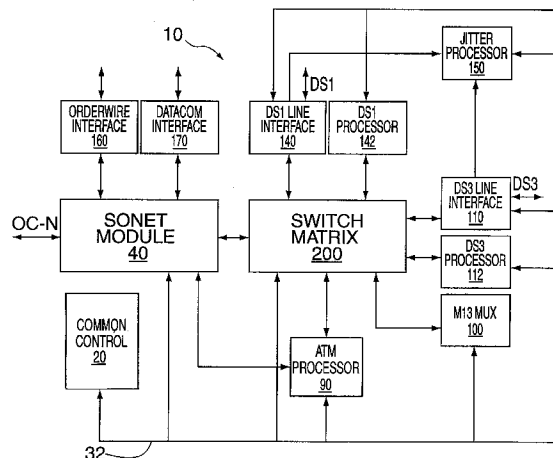 10
JITTER
PROCESSOR
150
DS1
ORDERWIRE
INTERFACE
160
DATACOM
INTERFACE
170
DS1 LINE
INTERFACE
140
DS1
PROCESSOR
142
DS3 LINE
INTERFACE
110
DS3
OC-N
SONET
MODULE
40
SWITCH
MATRIX
200
DS3
PROCESSOR
112
M13 MUX
100
COMMON
CONTROL
20
ATM
PROCESSOR
90
32